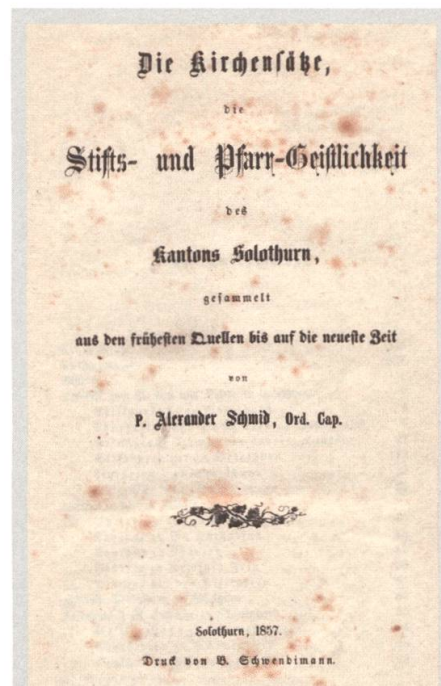 Die Kirchensätze,
die
Stifts- und Pfarr-Geistlichkeit
des
Kantons Solothurn,
gesammelt
aus den frühesten Quellen bis auf die neueste Zeit
von
P. Alexander Schmid, Ord. Cap.
Solothurn, 1857.
Druck von B. Schwendimann.